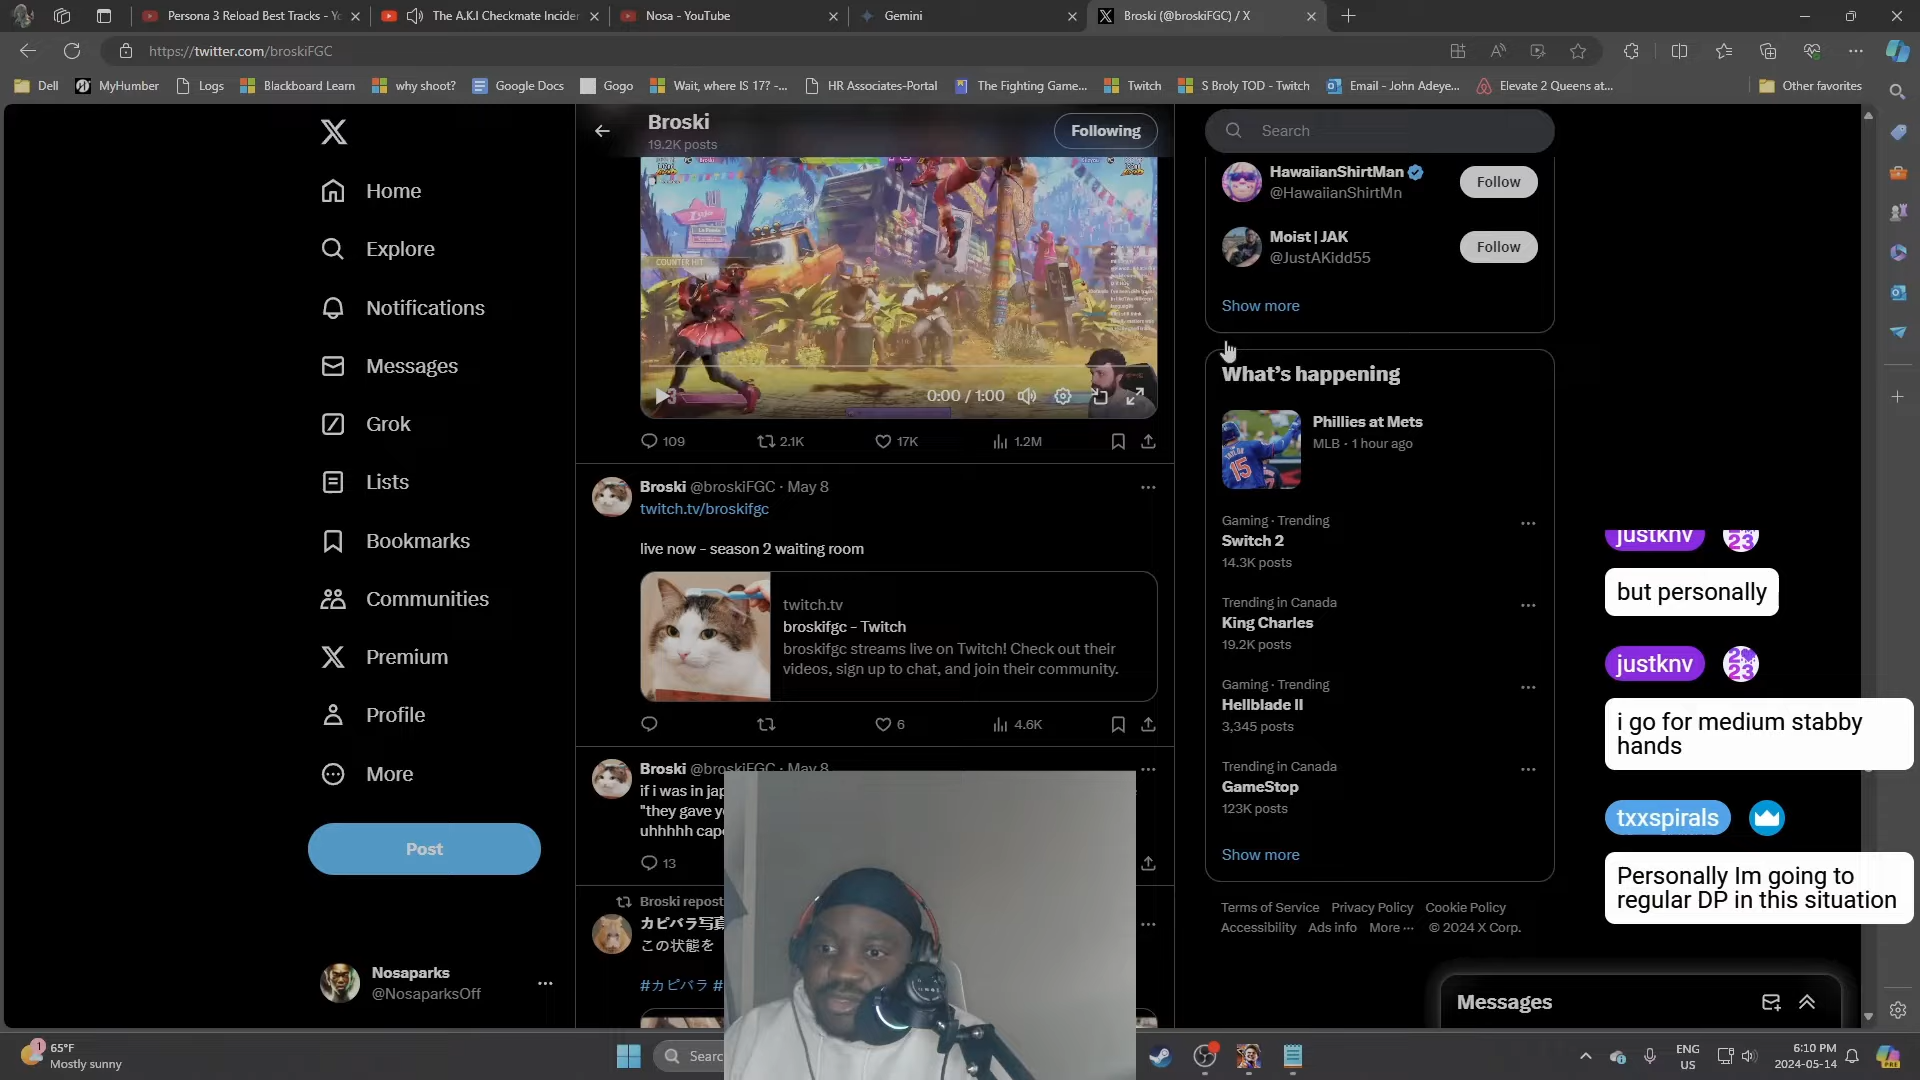 Persona 3 Reload Best Tracks - Yo
The A.K.I Checkmate Inciden
Nosa - YouTube
Gemini
Broski (@broskiFGC) / X
https://twitter.com/broskiFGC
Dell
MyHumber
Logs
Blackboard Learn
why shoot?
Google Docs
Gogo
Wait, where IS 17? -...
HR Associates-Portal
The Fighting Game...
Twitch
S Broly TOD - Twitch
Email - John Adeye...
Elevate 2 Queens at...
Other favorites
Home
Explore
Notifications
Messages
Grok
Lists
Bookmarks
Communities
Premium
Profile
More
Post
Nosaparks
@NosaparksOff
Broski
19.2K posts
Following
COUNTER HIT
0:00 / 1:00
109
2.1K
17K
1.2M
Broski @broskiFGC · May 8
twitch.tv/broskifgc
live now - season 2 waiting room
twitch.tv
broskifgc - Twitch
broskifgc streams live on Twitch! Check out their
videos, sign up to chat, and join their community.
6
4.6K
Broski @broskiFGC · May 8
if i was in jap
"they gave y
uhhhhh cap
13
Broski repost
カピバラ写真
この状態を
#カピバラ #
Search
HawaiianShirtMan
@HawaiianShirtMn
Follow
Moist | JAK
@JustAKidd55
Follow
Show more
What's happening
Phillies at Mets
MLB · 1 hour ago
15
Gaming · Trending
Switch 2
14.3K posts
Trending in Canada
King Charles
19.2K posts
Gaming · Trending
Hellblade II
3,345 posts
Trending in Canada
GameStop
123K posts
Show more
Terms of Service Privacy Policy Cookie Policy
Accessibility Ads info More ··· © 2024 X Corp.
Messages
justknv
but personally
justknv
i go for medium stabby
hands
txxspirals
Personally Im going to
regular DP in this situation
1
65°F
Mostly sunny
Searc
ENG
US
6:10 PM
2024-05-14